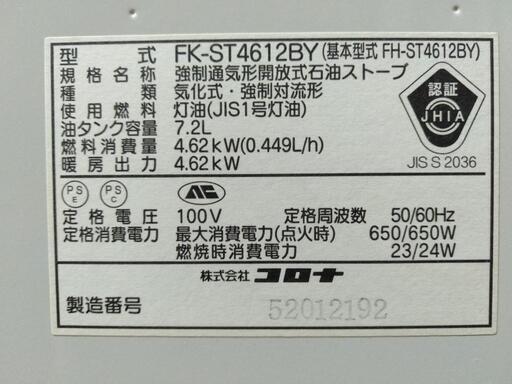 型 式 FK-ST4612BY(基本型式 FH-ST4612BY)
規格名称 強制通気形開放式石油ストーブ
種 類 気化式・強制対流形
使用燃料 灯油(JIS1号灯油)
油タンク容量 7.2L
燃料消費量 4.62kW(0.449L/h)
暖房出力 4.62kW
認証
JHIA
JIS S 2036
PS E PS C
定格電圧 100V 定格周波数 50/60Hz
定格消費電力 最大消費電力(点火時) 650/650W
燃焼時消費電力 23/24W
株式会社 コロナ
製造番号 52012192